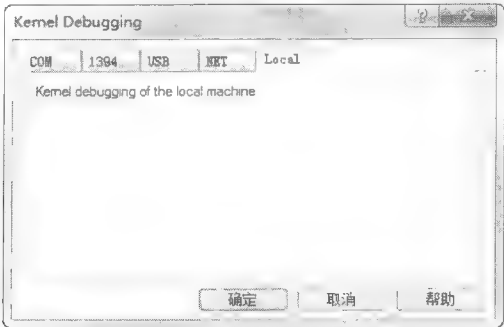 Kernel Debugging
COM 1394 USB NET Local
Kernel debugging of the local machine
确定 取消 帮助